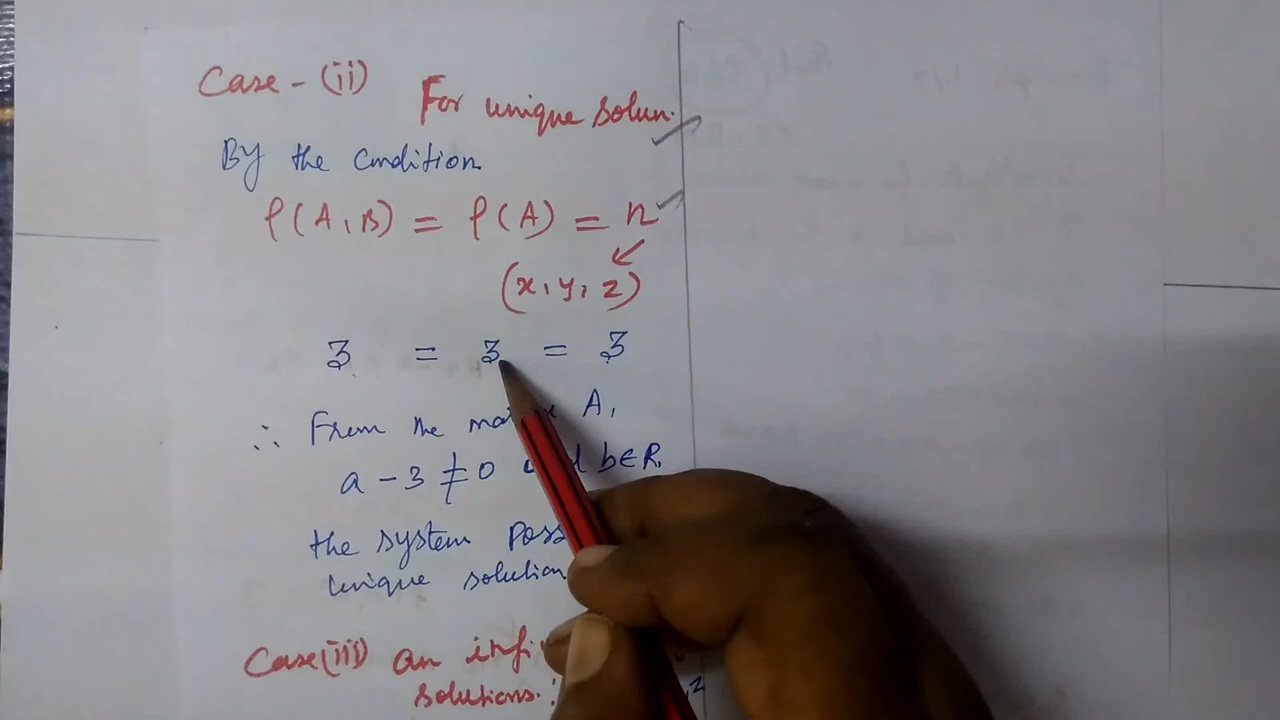 Case-(ii) For unique Solun.
By the condition
ρ(A,B) = ρ(A) = n
(x, y, z)
3 = 3 = 3
∴ From the A,
a - 3 ≠ 0 b∈R,
the system
unique solution
Case(iii) an
solutions.